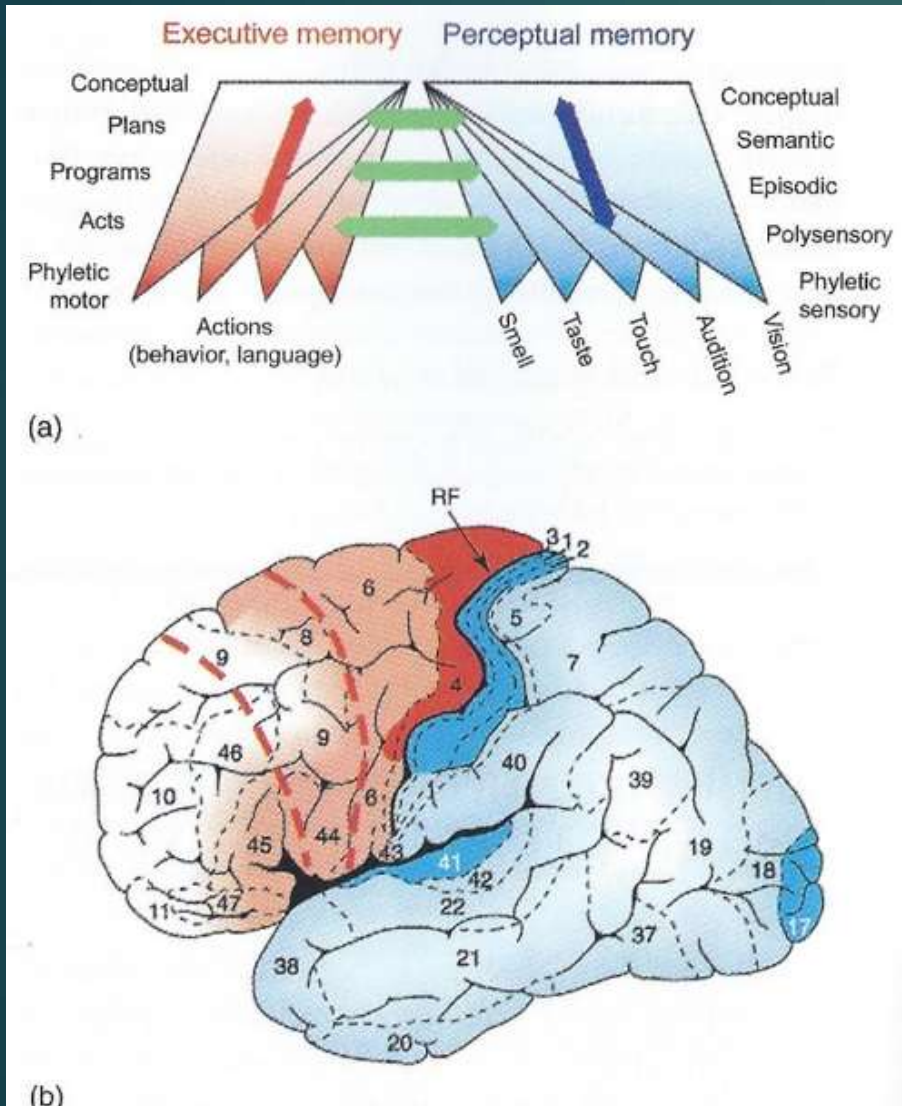 Executive memory
Perceptual memory
Conceptual
Plans
Programs
Acts
Phyletic
motor
Actions
(behavior, language)
Conceptual
Semantic
Episodic
Polysensory
Phyletic
sensory
Smell
Taste
Touch
Audition
Vision
(a)
RF
3
1
2
6
5
8
7
9
4
46
9
40
39
10
6
45
44
43
41
19
18
42
47
11
22
17
37
38
21
20
(b)